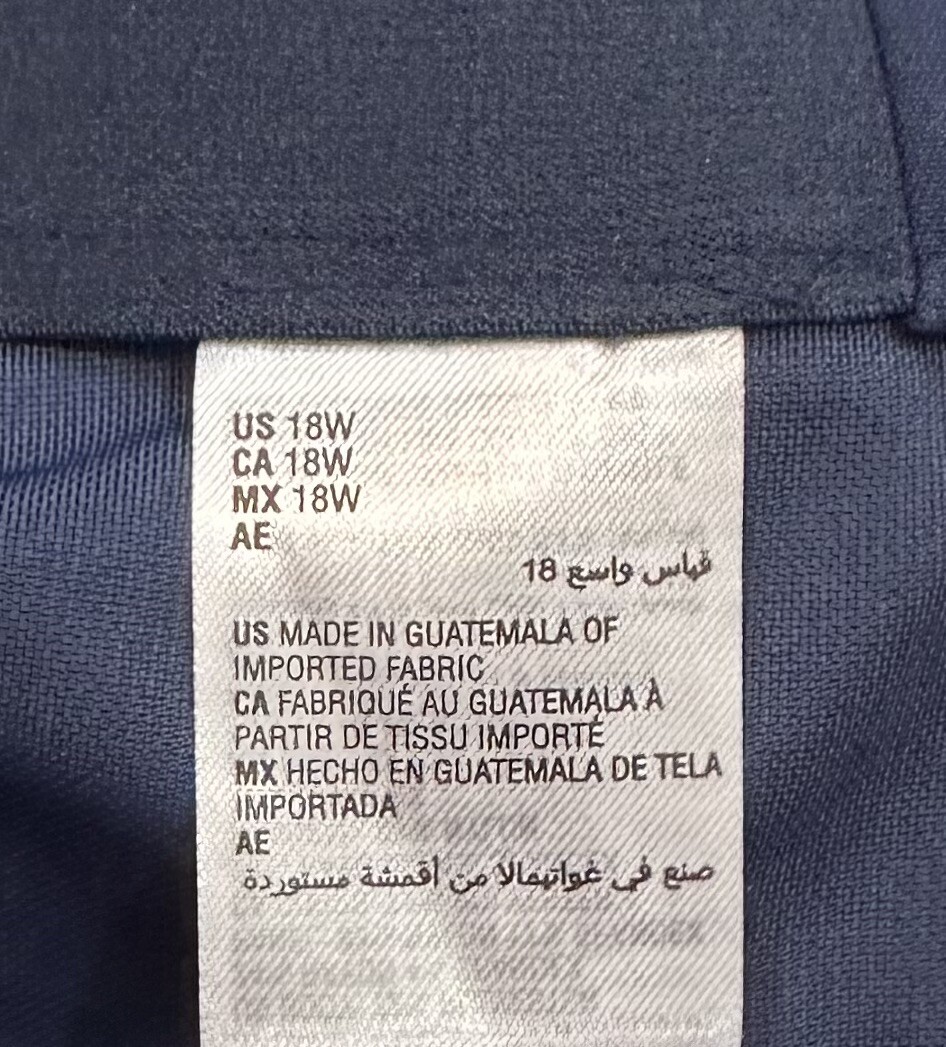 US 18W
CA 18W
MX 18W
AE
قياس واسع 18
US MADE IN GUATEMALA OF
IMPORTED FABRIC
CA FABRIQUÉ AU GUATEMALA À
PARTIR DE TISSU IMPORTÉ
MX HECHO EN GUATEMALA DE TELA
IMPORTADA
AE
صنع في غواتيمالا من أقمشة مستوردة